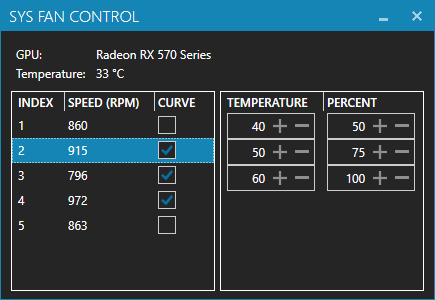 SYS FAN CONTROL
GPU: Radeon RX 570 Series
Temperature: 33 °C
INDEX SPEED (RPM) CURVE
1 860
2 915
3 796
4 972
5 863
TEMPERATURE PERCENT
40 50
50 75
60 100